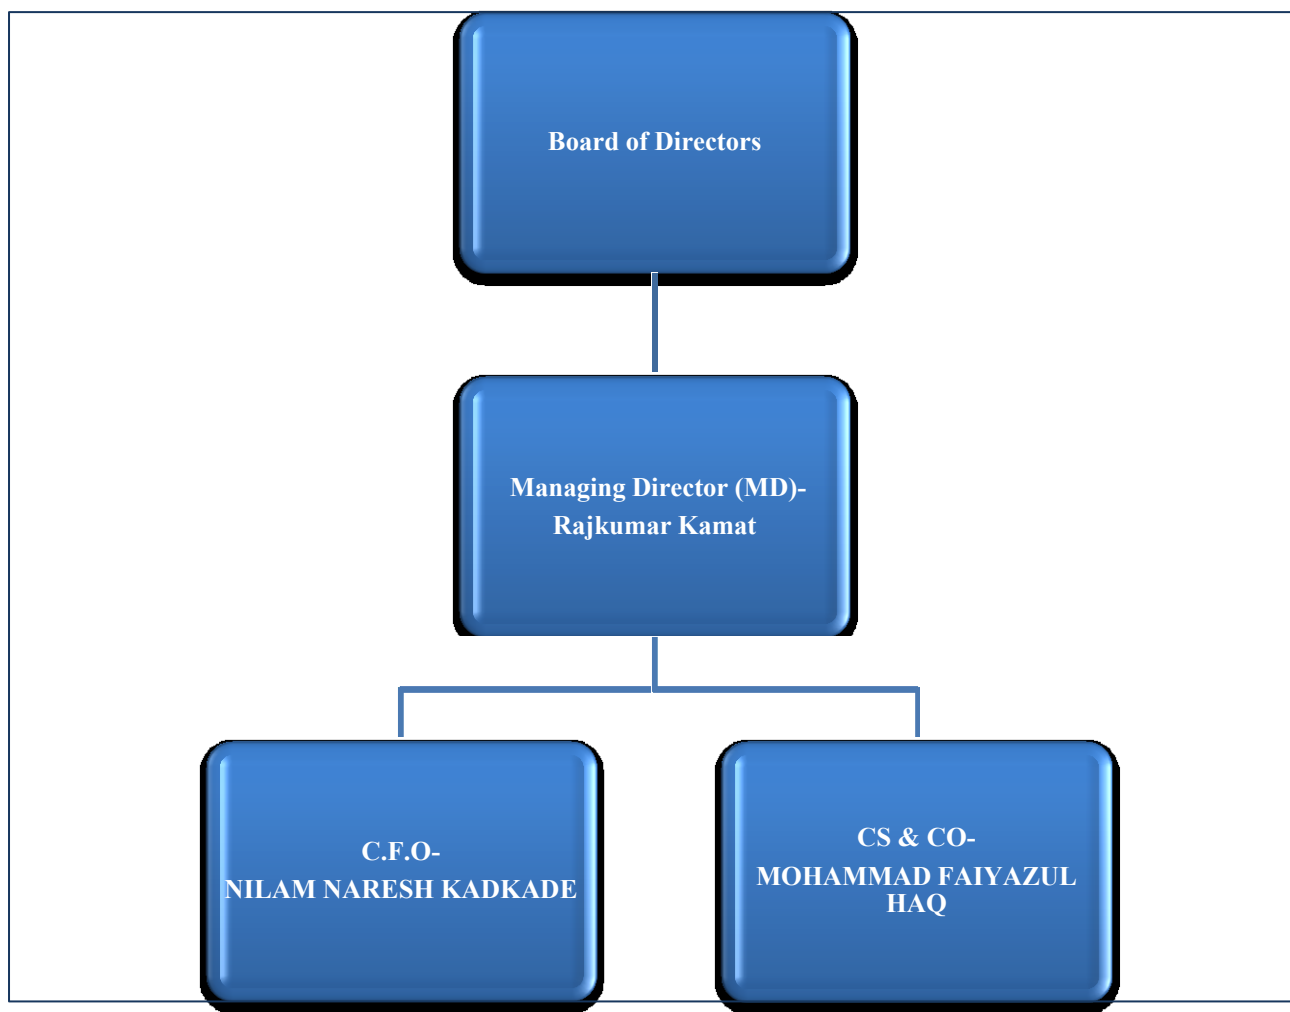 Board of Directors
Managing Director (MD)-
Rajkumar Kamat
C.F.O-
NILAM NARESH KADKADE
CS & CO-
MOHAMMAD FAIYAZUL
HAQ